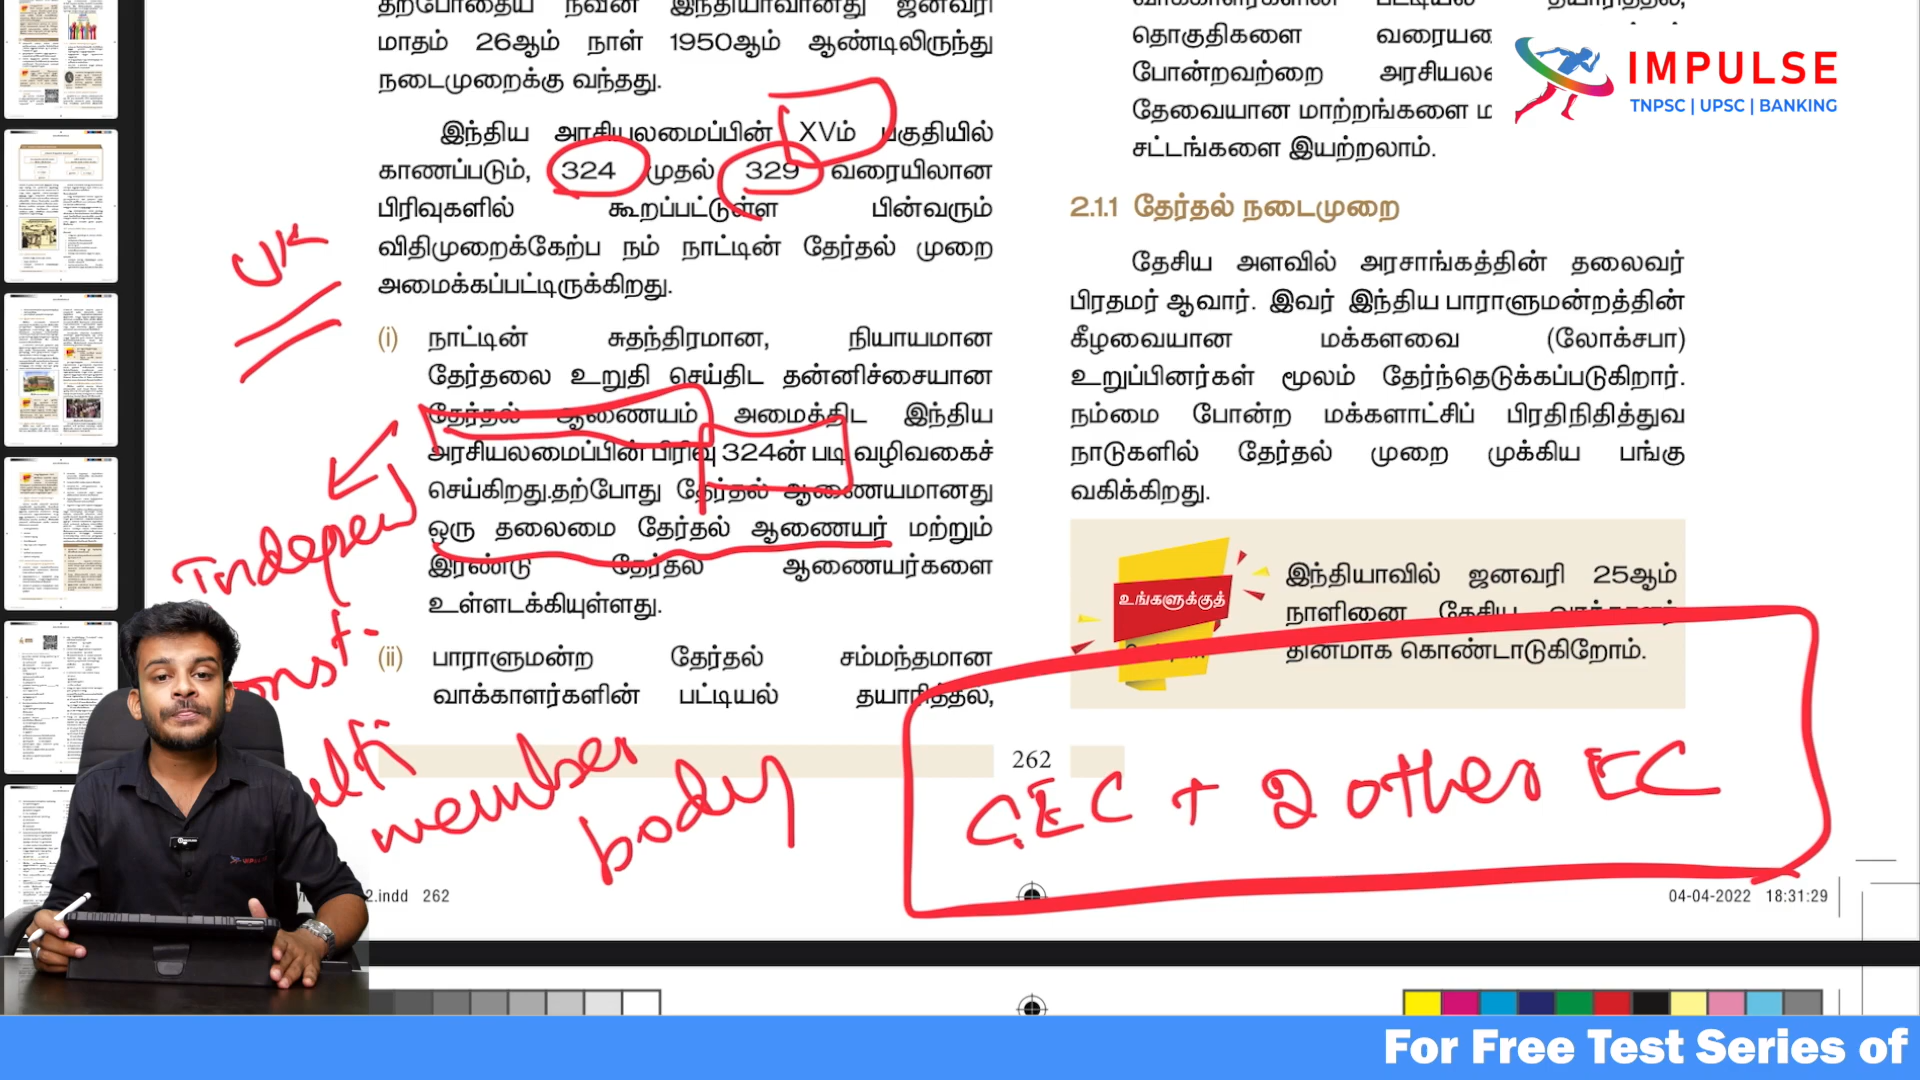 மாதம் 26ஆம் நாள் 1950ஆம் ஆண்டிலிருந்து
நடைமுறைக்கு வந்தது.
இந்திய அரசியலமைப்பின் XVம் பகுதியில்
காணப்படும், 324 முதல் 329 வரையிலான
பிரிவுகளில் கூறப்பட்டுள்ள பின்வரும்
விதிமுறைக்கேற்ப நம் நாட்டின் தேர்தல் முறை
அமைக்கப்பட்டிருக்கிறது.
UK
(i) நாட்டின் சுதந்திரமான, நியாயமான
தேர்தலை உறுதி செய்திட தன்னிச்சையான
தேர்தல் ஆணையம் அமைத்திட இந்திய
அரசியலமைப்பின் பிரிவு 324ன் படி வழிவகைச்
செய்கிறது.தற்போது தேர்தல் ஆணையமானது
ஒரு தலைமை தேர்தல் ஆணையர் மற்றும்
இரண்டு தேர்தல் ஆணையர்களை
உள்ளடக்கியுள்ளது.
Indepen
(ii) பாராளுமன்ற தேர்தல் சம்மந்தமான
வாக்காளர்களின் பட்டியல் தயாரித்தல்,
member
body
2.indd 262
தொகுதிகளை
போன்றவற்றை
தேவையான மாற்றங்களை
சட்டங்களை இயற்றலாம்.
IMPULSE
TNPSC | UPSC | BANKING
2.1.1 தேர்தல் நடைமுறை
தேசிய அளவில் அரசாங்கத்தின் தலைவர்
பிரதமர் ஆவார். இவர் இந்திய பாராளுமன்றத்தின்
கீழவையான மக்களவை (லோக்சபா)
உறுப்பினர்கள் மூலம் தேர்ந்தெடுக்கப்படுகிறார்.
நம்மை போன்ற மக்களாட்சிப் பிரதிநிதித்துவ
நாடுகளில் தேர்தல் முறை முக்கிய பங்கு
வகிக்கிறது.
உங்களுக்குத்
இந்தியாவில் ஜனவரி 25ஆம்
நாளினை தேசிய வாக்காளர்
தினமாக கொண்டாடுகிறோம்.
262
CEC + 2 other EC
04-04-2022 18:31:29
For Free Test Series of